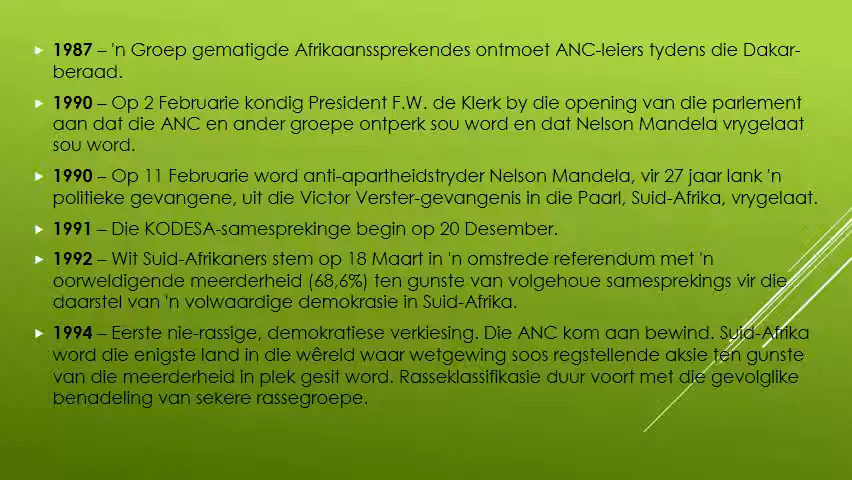 1987 – 'n Groep gematigde Afrikaanssprekendes ontmoet ANC-leiers tydens die Dakar-
beraad.
1990 – Op 2 Februarie kondig President F.W. de Klerk by die opening van die parlement
aan dat die ANC en ander groepe ontperk sou word en dat Nelson Mandela vrygelaat
sou word.
1990 – Op 11 Februarie word anti-apartheidstryder Nelson Mandela, vir 27 jaar lank 'n
politieke gevangene, uit die Victor Verster-gevangenis in die Paarl, Suid-Afrika, vrygelaat.
1991 – Die KODESA-samesprekinge begin op 20 Desember.
1992 – Wit Suid-Afrikaners stem op 18 Maart in 'n omstrede referendum met 'n
oorweldigende meerderheid (68,6%) ten gunste van volgehoue samesprekings vir die
daarstel van 'n volwaardige demokrasie in Suid-Afrika.
1994 – Eerste nie-rassige, demokratiese verkiesing. Die ANC kom aan bewind. Suid-Afrika
word die enigste land in die wêreld waar wetgewing soos regstellende aksie ten gunste
van die meerderheid in plek gesit word. Rasseklassifikasie duur voort met die gevolglike
benadeling van sekere rassegroepe.